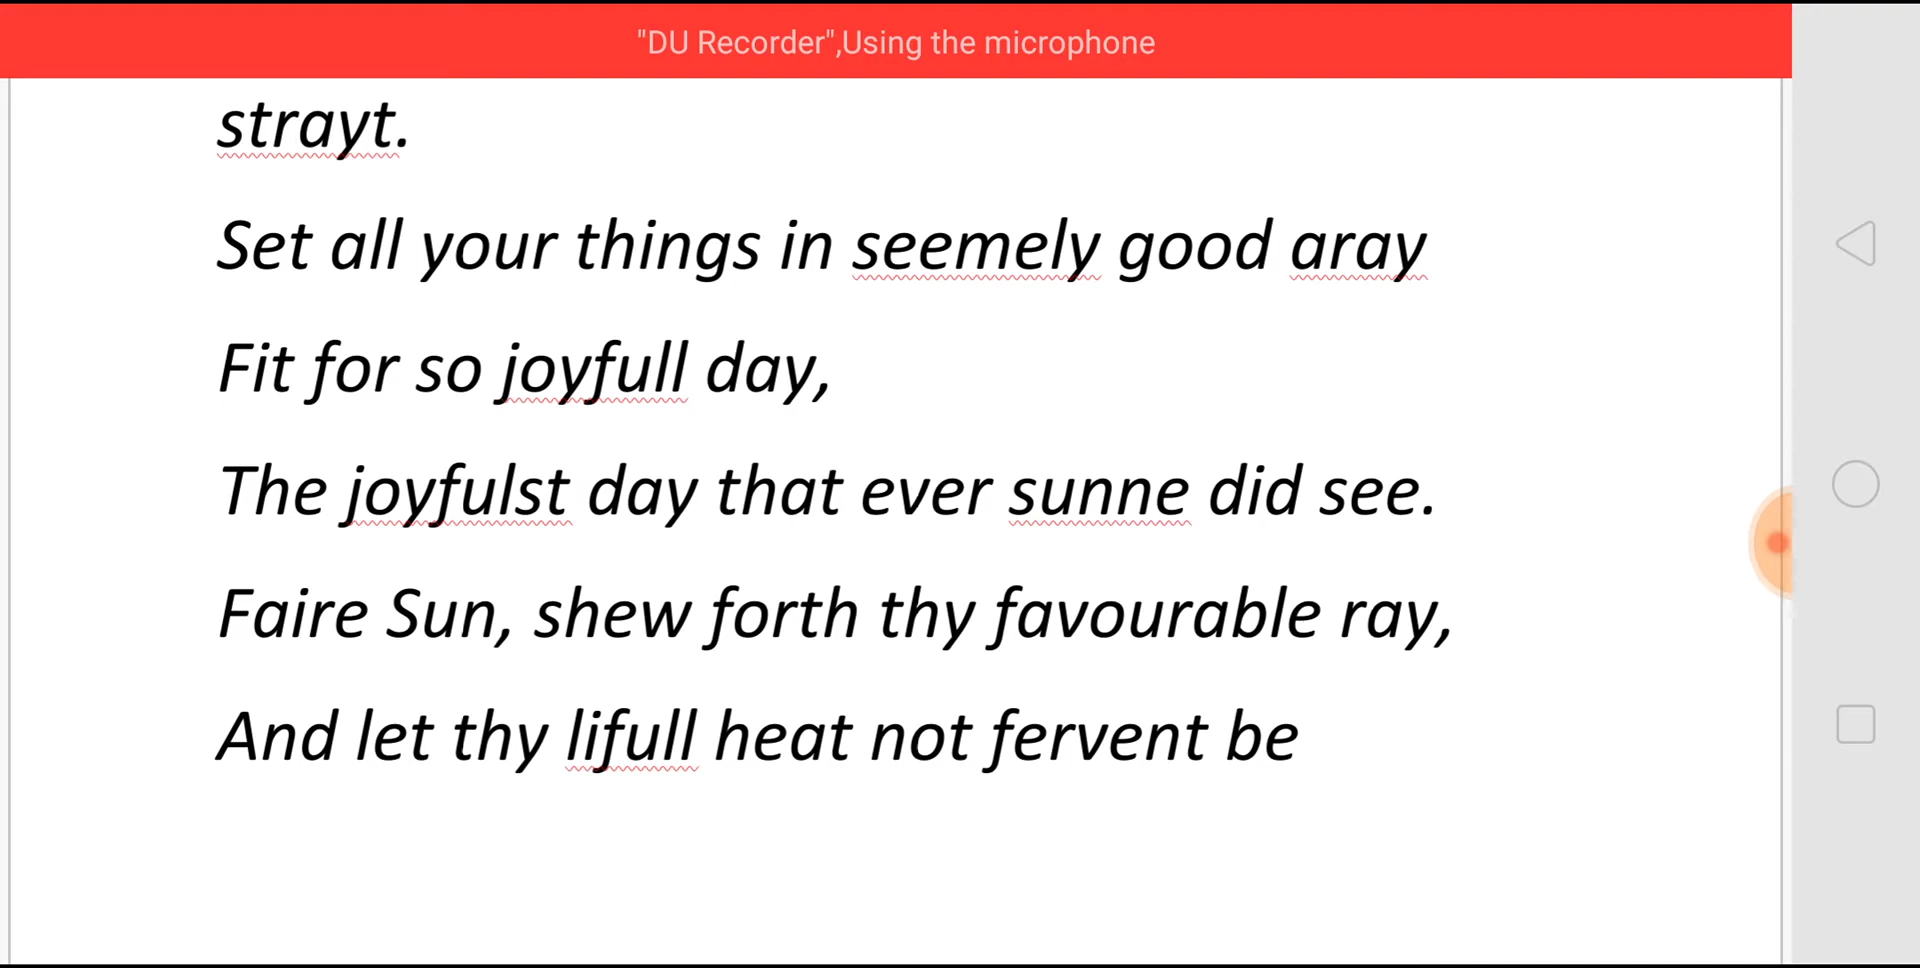 "DU Recorder",Using the microphone
strayt.
Set all your things in seemely good aray
Fit for so joyfull day,
The joyfulst day that ever sunne did see.
Faire Sun, shew forth thy favourable ray,
And let thy lifull heat not fervent be